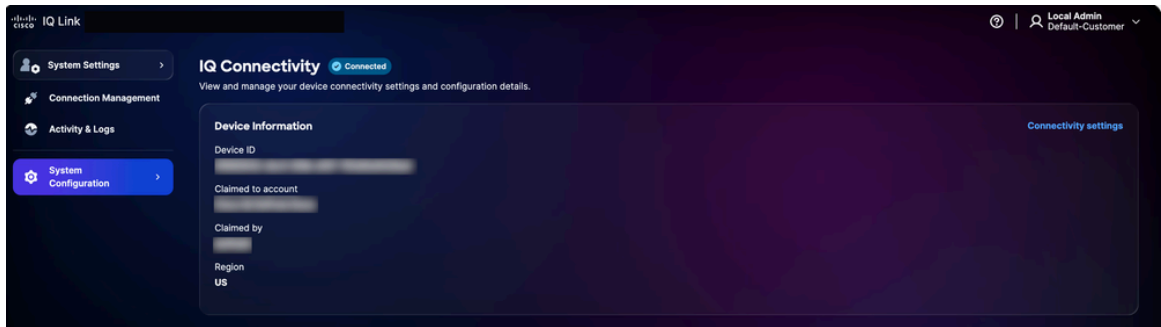 cisco IQ Link
Local Admin
Default-Customer
System Settings
Connection Management
Activity & Logs
System
Configuration
IQ Connectivity
Connected
View and manage your device connectivity settings and configuration details.
Device Information
Connectivity settings
Device ID
Claimed to account
Claimed by
Region
US